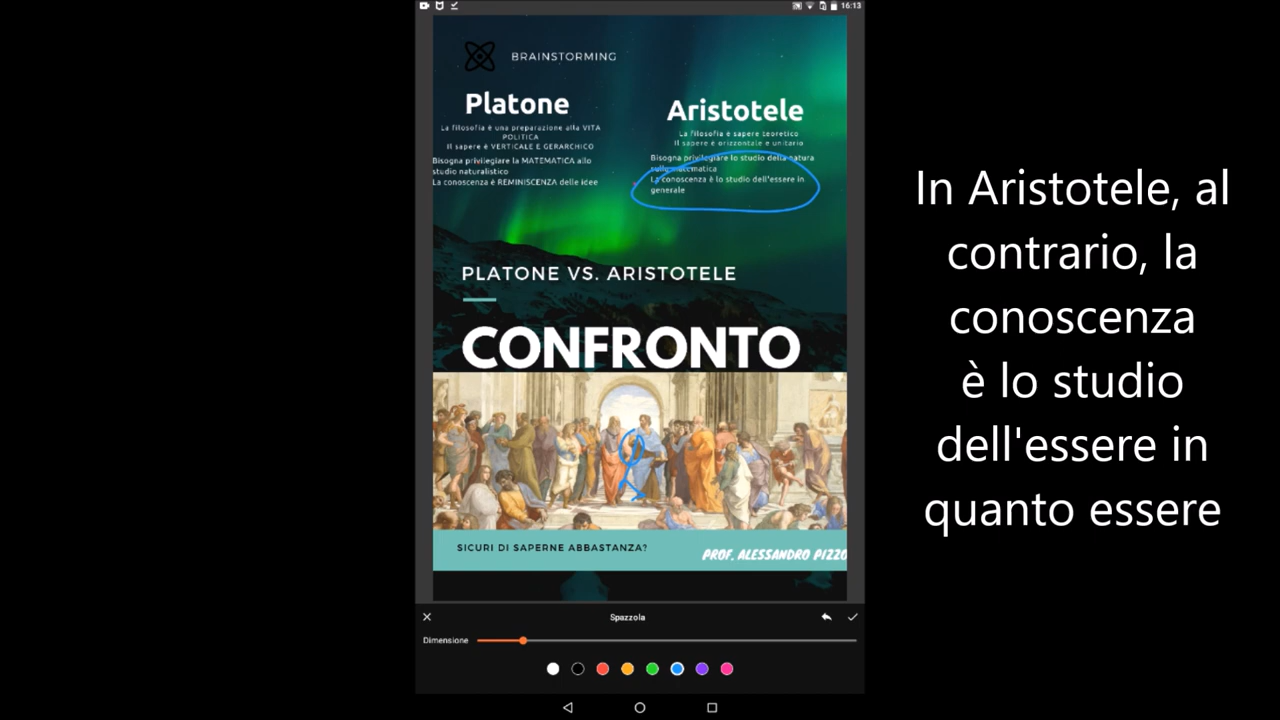 16:13
BRAINSTORMING
Platone
La filosofia è una preparazione alla VITA
POLITICA
Il sapere è VERTICALE E GERARCHICO
Bisogna privilegiare la MATEMATICA allo
studio naturalistico
La conoscenza è REMINISCENZA delle idee
Aristotele
La filosofia è sapere teoretico
Il sapere è orizzontale e unitario
Bisogna privilegiare lo studio della natura
sulla matematica
La conoscenza è lo studio dell'essere in
generale
PLATONE VS. ARISTOTELE
CONFRONTO
SICURI DI SAPERNE ABBASTANZA?
PROF. ALESSANDRO PIZZO
Spazzola
Dimensione
In Aristotele, al
contrario, la
conoscenza
è lo studio
dell'essere in
quanto essere